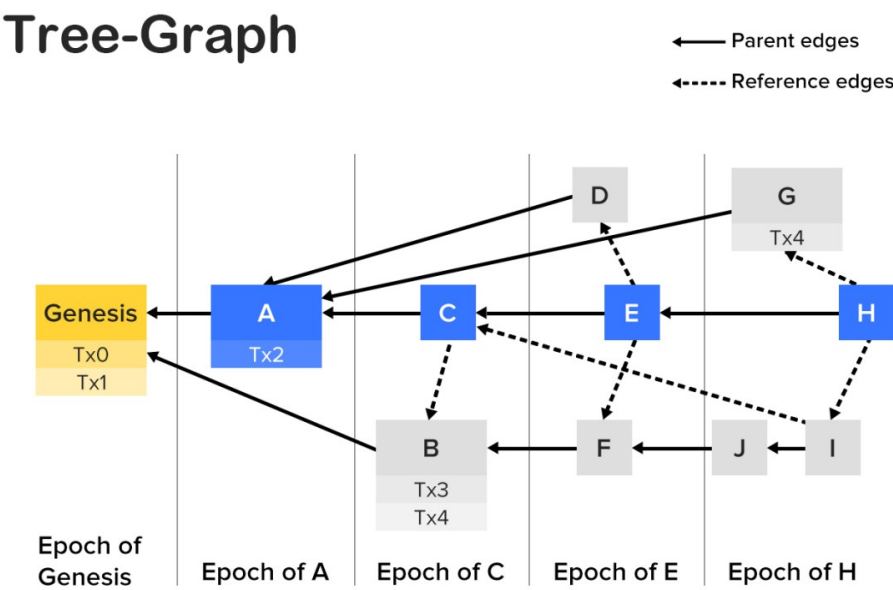 Tree-Graph
Parent edges
Reference edges
D
G
Tx4
Genesis
Tx0
Tx1
A
Tx2
C
E
H
B
Tx3
Tx4
F
J
I
Epoch of
Genesis
Epoch of A
Epoch of C
Epoch of E
Epoch of H